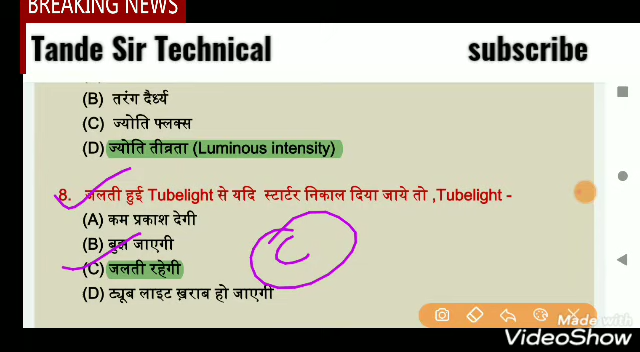 BREAKING NEWS
Tande Sir Technical subscribe
(B) तरंग दैर्ध्य
(C) ज्योति फ्लक्स
(D) ज्योति तीव्रता (Luminous intensity)
8. जलती हुई Tubelight से यदि स्टार्टर निकाल दिया जाये तो ,Tubelight -
(A) कम प्रकाश देगी
(B) बुझ जाएगी
(C) जलती रहेगी
C
(D) ट्यूब लाइट ख़राब हो जाएगी
Made with
VideoShow